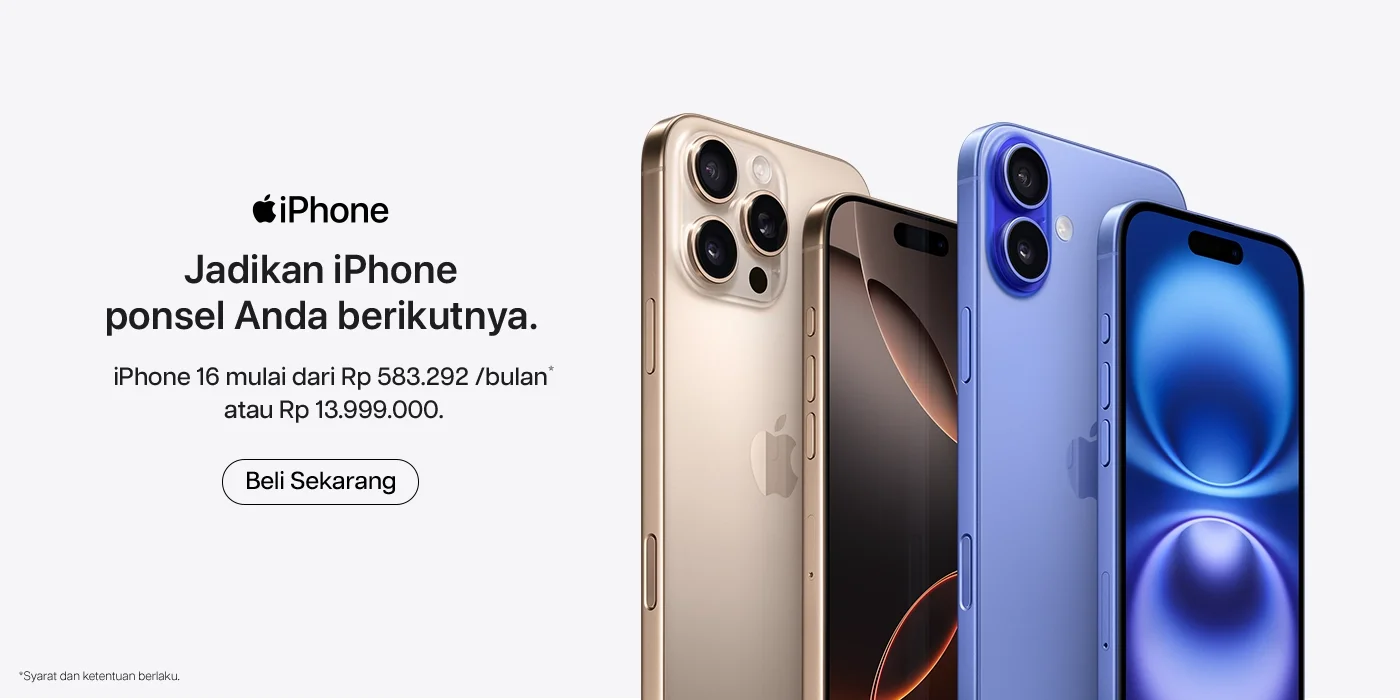 iPhone
Jadikan iPhone
ponsel Anda berikutnya.
iPhone 16 mulai dari Rp 583.292 /bulan*
atau Rp 13.999.000.
Beli Sekarang
*Syarat dan ketentuan berlaku.